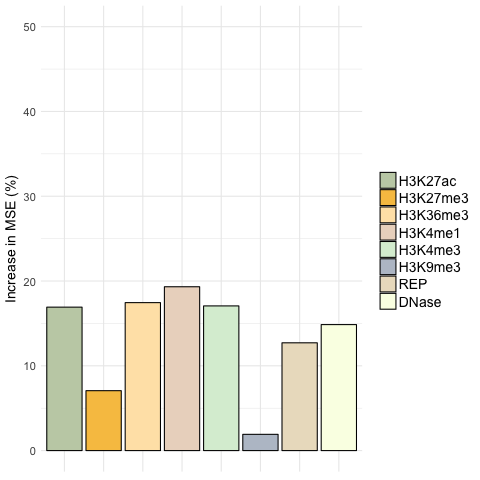 50
40
30
20
10
0
Increase in MSE (%)
H3K27ac
H3K27me3
H3K36me3
H3K4me1
H3K4me3
H3K9me3
REP
DNase